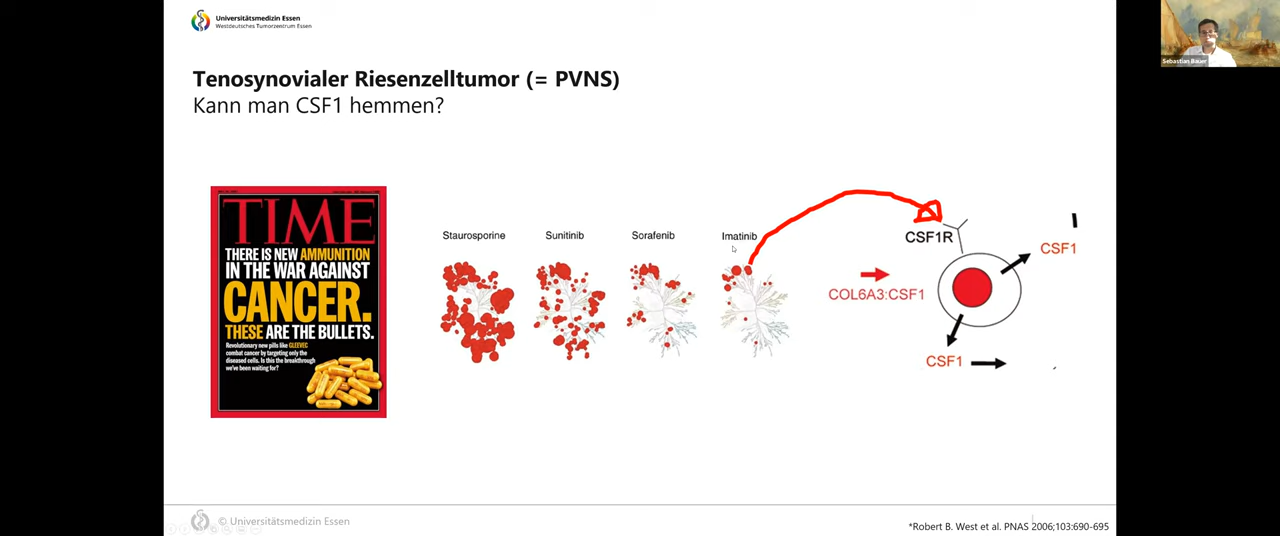 Universitätsmedizin Essen
Westdeutsches Tumorzentrum Essen
Sebastian Bauer
Tenosynovialer Riesenzelltumor (= PVNS)
Kann man CSF1 hemmen?
TIME
THERE IS NEW AMMUNITION
IN THE WAR AGAINST
CANCER.
THESE ARE THE BULLETS.
Revolutionary new pills like GLEEVEC
combat cancer by targeting only the
diseased cells. Is this the breakthrough
we've been waiting for?
Staurosporine
Sunitinib
Sorafenib
Imatinib
CSF1R
CSF1
COL6A3:CSF1
CSF1
© Universitätsmedizin Essen
*Robert B. West et al. PNAS 2006;103:690-695